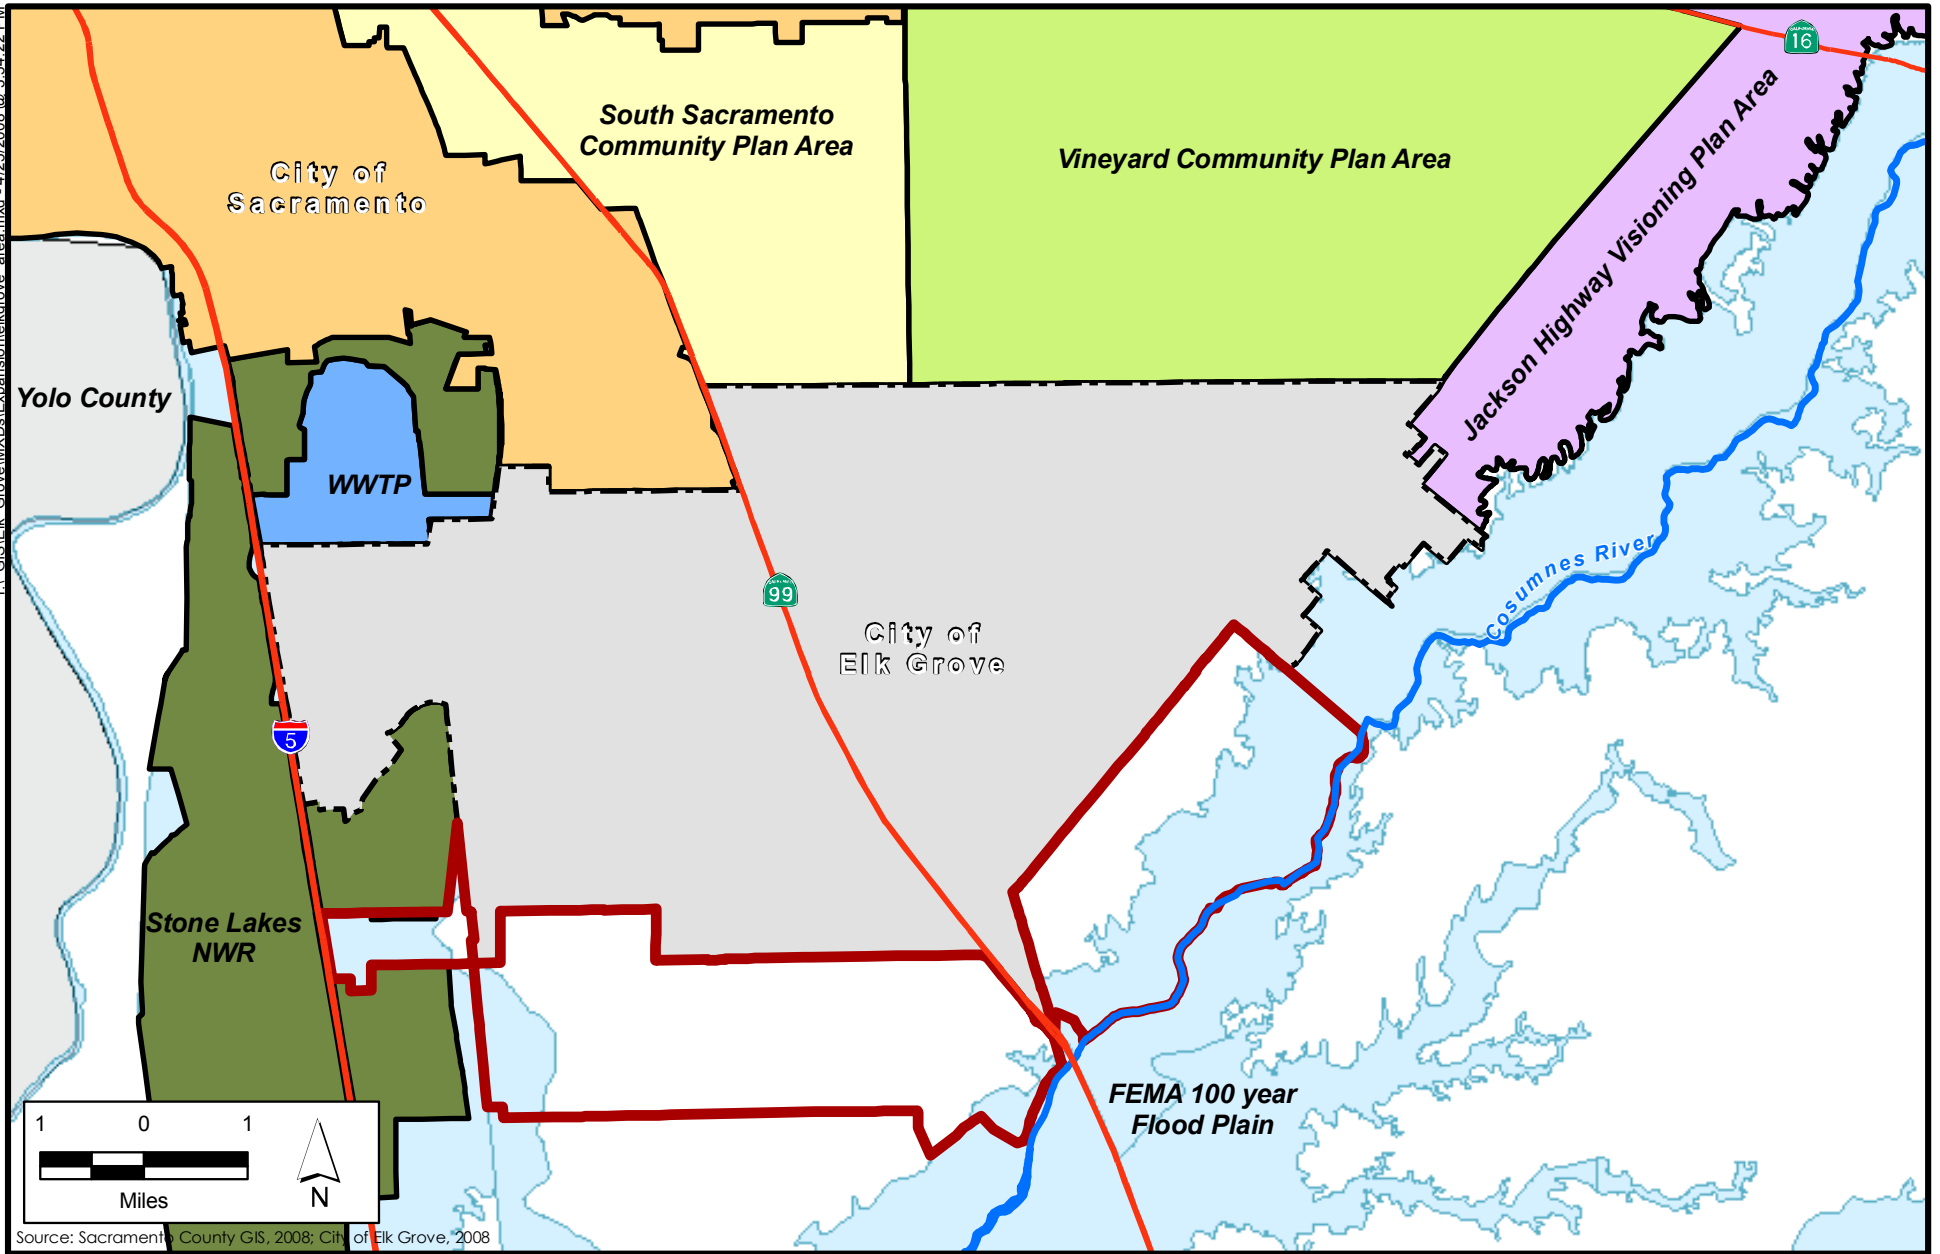 CALIFORNIA
16
South Sacramento
Community Plan Area
Vineyard Community Plan Area
Jackson Highway Visioning Plan Area
City of
Sacramento
Yolo County
WWTP
Cosumnes River
99
City of
Elk Grove
5
Stone Lakes
NWR
FEMA 100 year
Flood Plain
1 0 1
Miles
N
Source: Sacramento County GIS, 2008; City of Elk Grove, 2008